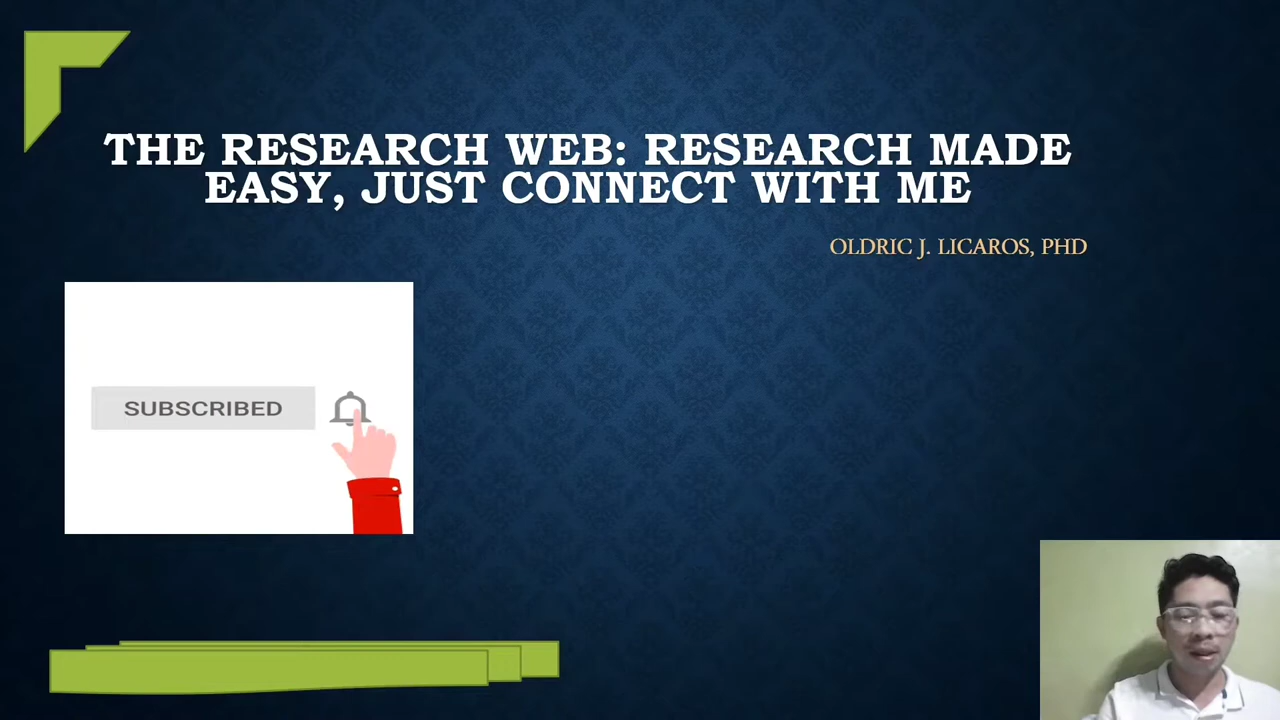 THE RESEARCH WEB: RESEARCH MADE
EASY, JUST CONNECT WITH ME
OLDRIC J. LICAROS, PHD
SUBSCRIBED